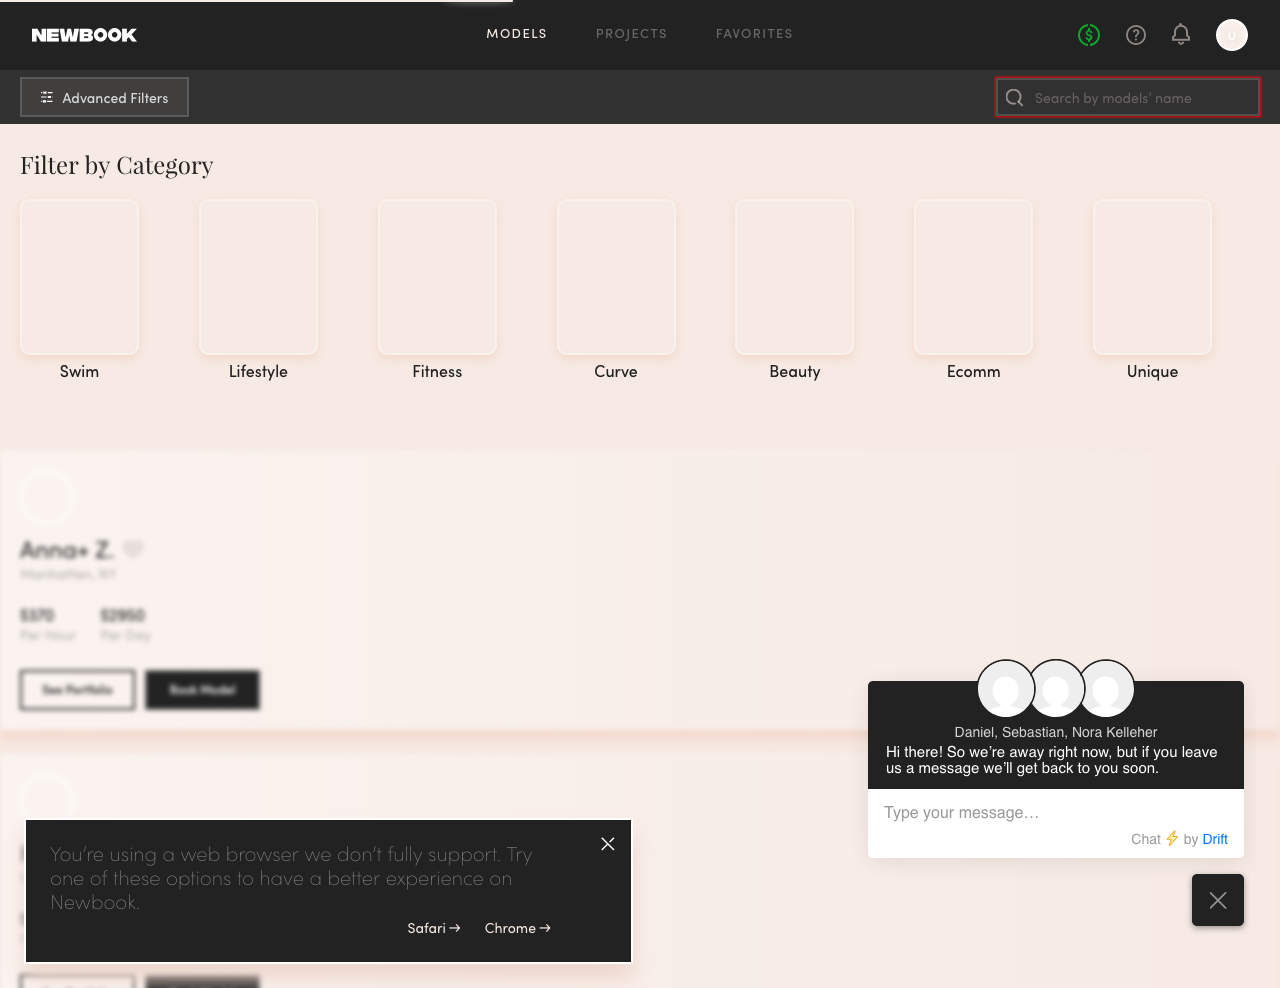 NEWBOOK
Models
Projects
Favorites
U
Advanced Filters
Search by models’ name
Filter by Category
Swim
Lifestyle
Fitness
Curve
Beauty
Ecomm
Unique
Anna+ Z.
Manhattan, NY
$370
$2950
Per Hour
Per Day
See Portfolio
Book Model
Daniel, Sebastian, Nora Kelleher
Hi there! So we’re away right now, but if you leave
us a message we’ll get back to you soon.
Type your message…
Chat ⚡ by Drift
You’re using a web browser we don’t fully support. Try
one of these options to have a better experience on
Newbook.
Safari →
Chrome →